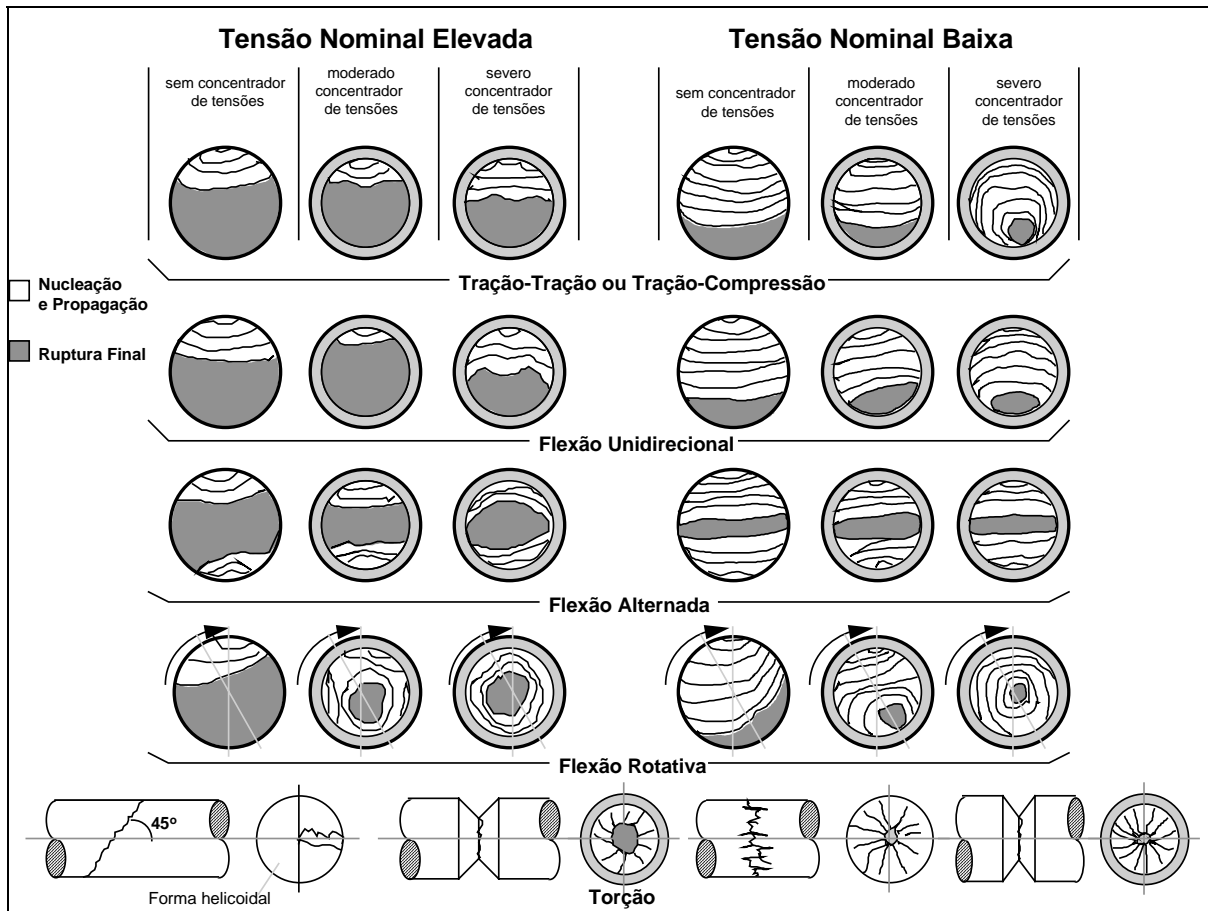 Tensão Nominal Elevada
Tensão Nominal Baixa
sem concentrador
de tensões
moderado
concentrador
de tensões
severo
concentrador
de tensões
sem concentrador
de tensões
moderado
concentrador
de tensões
severo
concentrador
de tensões
Tração-Tração ou Tração-Compressão
Nucleação
e Propagação
Ruptura Final
Flexão Unidirecional
Flexão Alternada
Flexão Rotativa
45º
Forma helicoidal
Torção